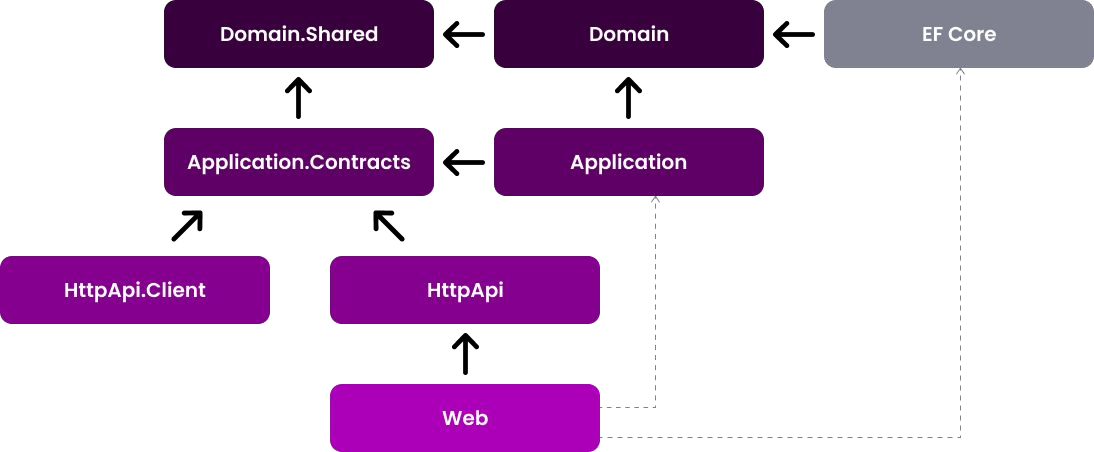 Domain.Shared
Domain
EF Core
Application.Contracts
Application
HttpApi.Client
HttpApi
Web